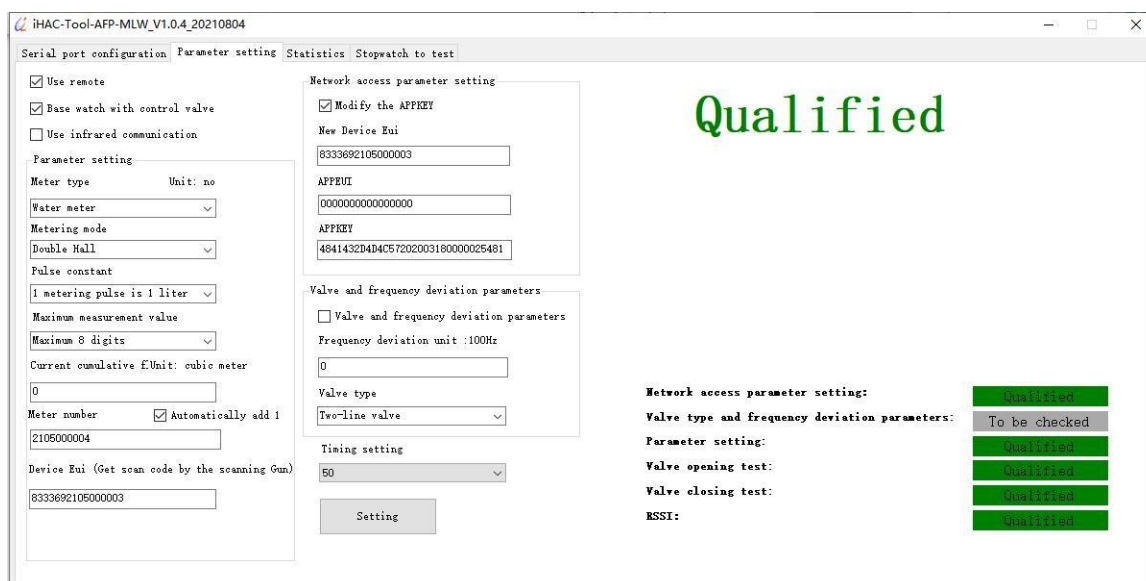 iHAC-Tool-AFP-MLW_V1.0.4_20210804
Serial port configuration Parameter setting Statistics Stopwatch to test
Use remote
Base watch with control valve
Use infrared communication
Parameter setting
Meter type Unit: no
Water meter
Metering mode
Double Hall
Pulse constant
1 metering pulse is 1 liter
Maximum measurement value
Maximum 8 digits
Current cumulative f.Unit: cubic meter
0
Meter number Automatically add 1
2105000004
Device Eui (Get scan code by the scanning Gun)
8333692105000003
Network access parameter setting
Modify the APPKEY
New Device Eui
8333692105000003
APPEUI
0000000000000000
APPKEY
4841432D4D4C57202003180000025481
Valve and frequency deviation parameters
Valve and frequency deviation parameters
Frequency deviation unit :100Hz
0
Valve type
Two-line valve
Timing setting
50
Setting
Qualified
Network access parameter setting: Qualified
Valve type and frequency deviation parameters: To be checked
Parameter setting: Qualified
Valve opening test: Qualified
Valve closing test: Qualified
RSSI: Qualified